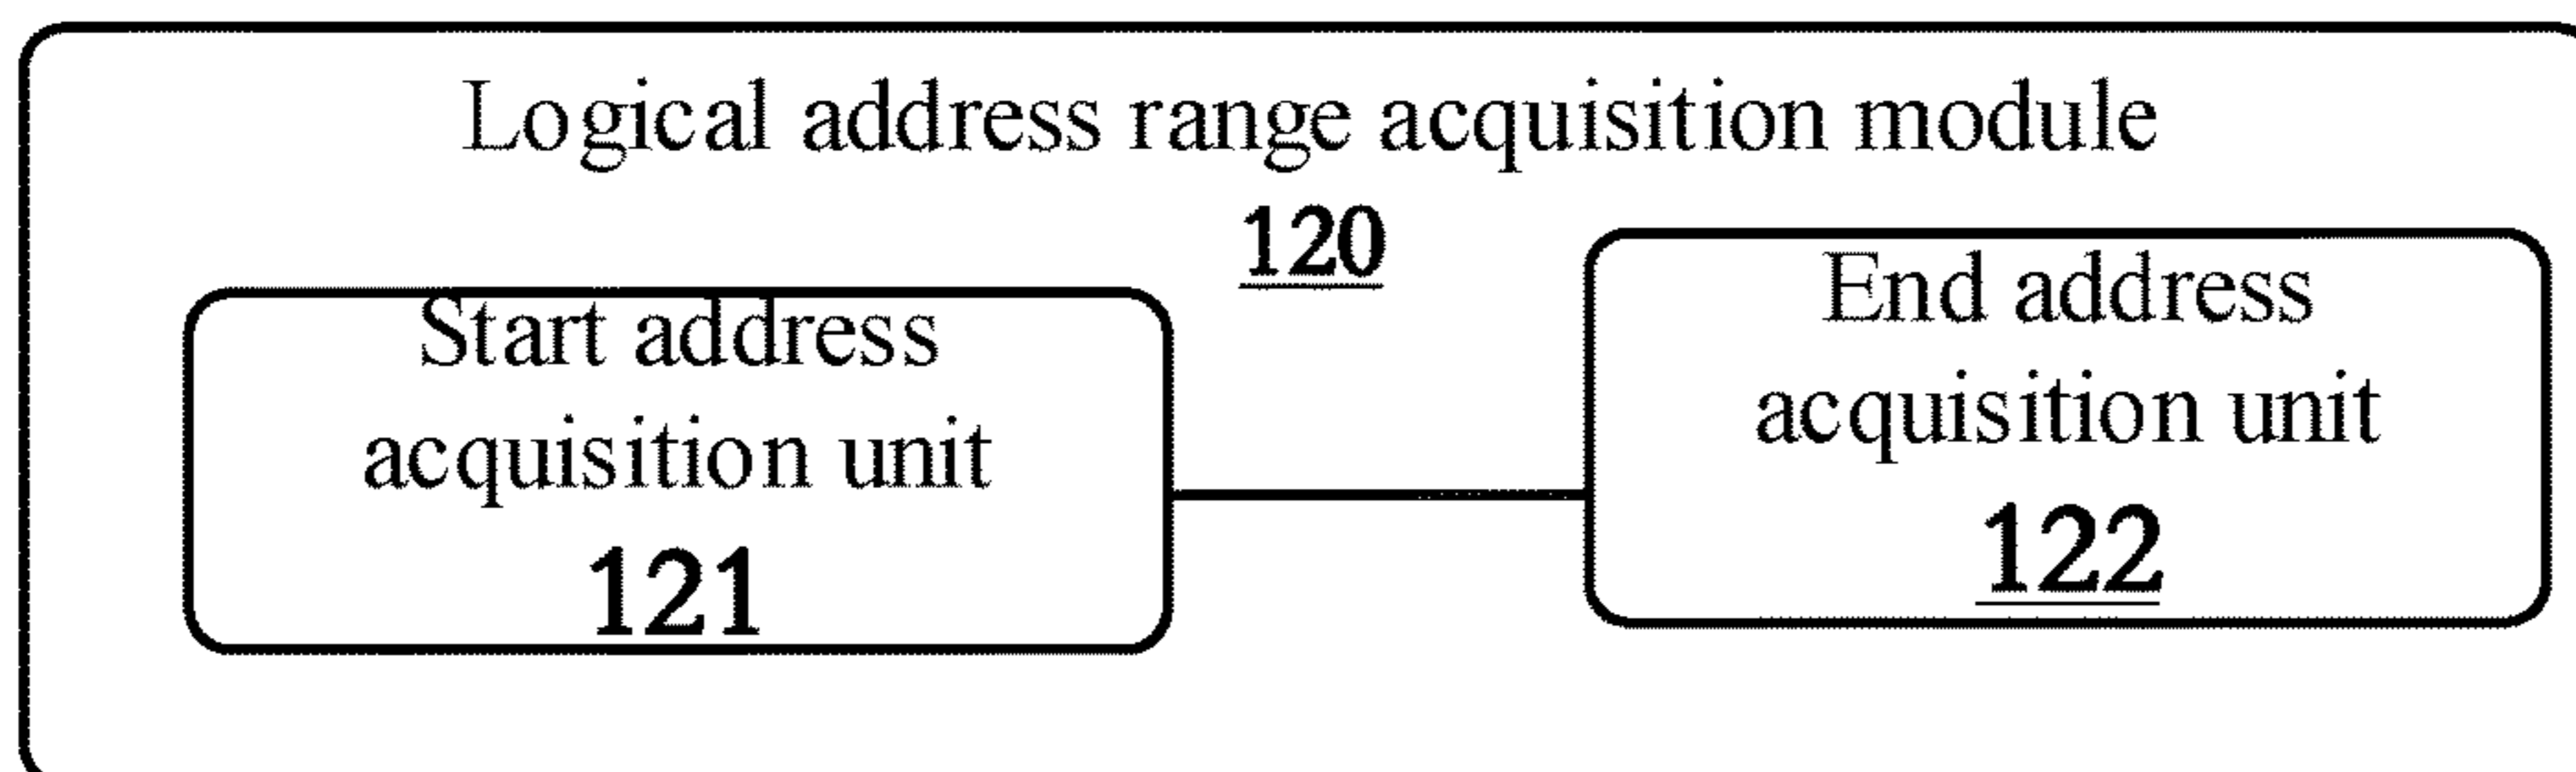 Logical address range acquisition module
120
Start address
acquisition unit
121
End address
acquisition unit
122